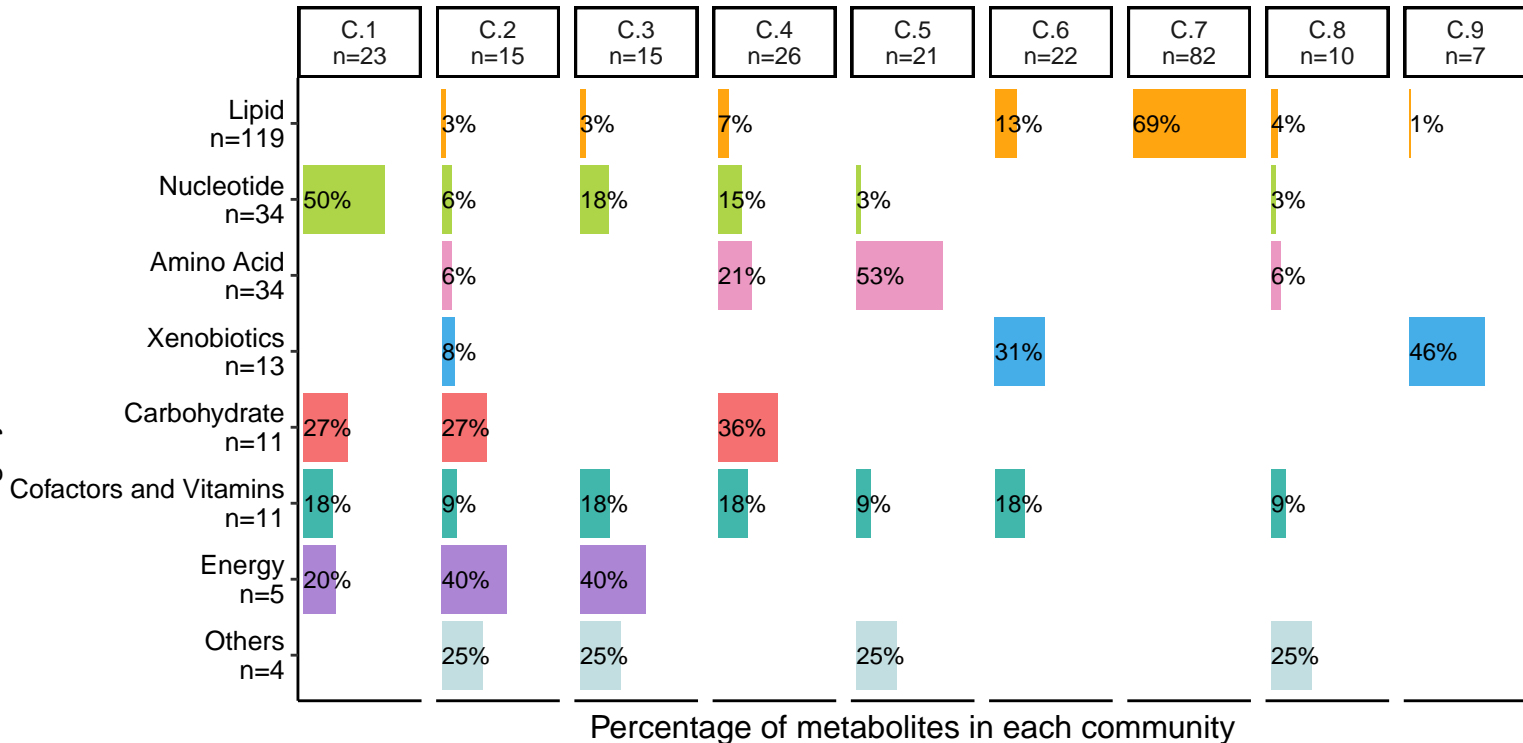 C.1 C.2 C.3 C.4 C.5 C.6 C.7 C.8 C.9
n=23 n=15 n=15 n=26 n=21 n=22 n=82 n=10 n=7
Lipid
n=119
3% 3% 7% 13% 69% 4% 1%
Nucleotide
n=34
50% 6% 18% 15% 3% 3%
Amino Acid
n=34
6% 21% 53% 6%
Xenobiotics
n=13
8% 31% 46%
Carbohydrate
n=11
27% 27% 36%
Cofactors and Vitamins
n=11
18% 9% 18% 18% 9% 18% 9%
Energy
n=5
20% 40% 40%
Others
n=4
25% 25% 25% 25%
Percentage of metabolites in each community